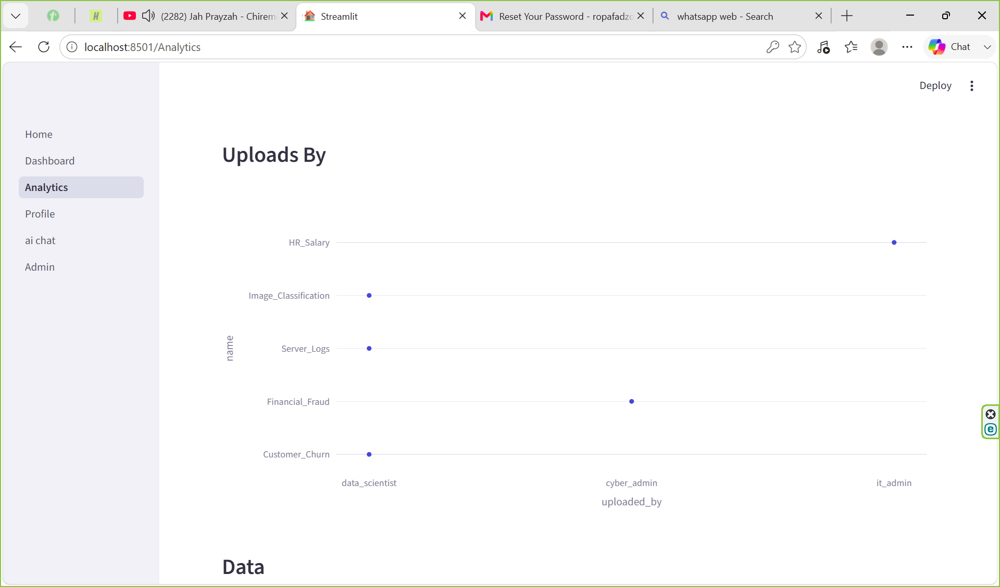 (2282) Jah Prayzah - Chirem
Streamlit
Reset Your Password - ropafadzo
whatsapp web - Search
localhost:8501/Analytics
Chat
Deploy
Home
Dashboard
Analytics
Profile
ai chat
Admin
Uploads By
HR_Salary
Image_Classification
Server_Logs
Financial_Fraud
Customer_Churn
name
data_scientist
cyber_admin
it_admin
uploaded_by
Data